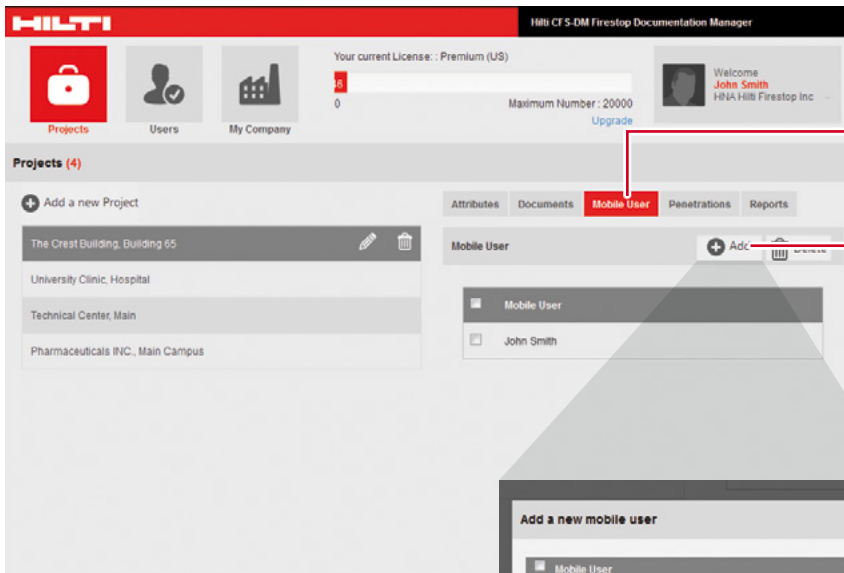 HILTI
Hilti CFS-DM Firestop Documentation Manager
Your current License: : Premium (US)
0
Maximum Number : 20000
Upgrade
Welcome
John Smith
HNA Hilti Firestop Inc
Projects
Users
My Company
Projects (4)
Add a new Project
The Crest Building, Building 65
University Clinic, Hospital
Technical Center, Main
Pharmaceuticals INC., Main Campus
Attributes
Documents
Mobile User
Penetrations
Reports
Mobile User
Add
Delete
Mobile User
John Smith
Add a new mobile user
Mobile User